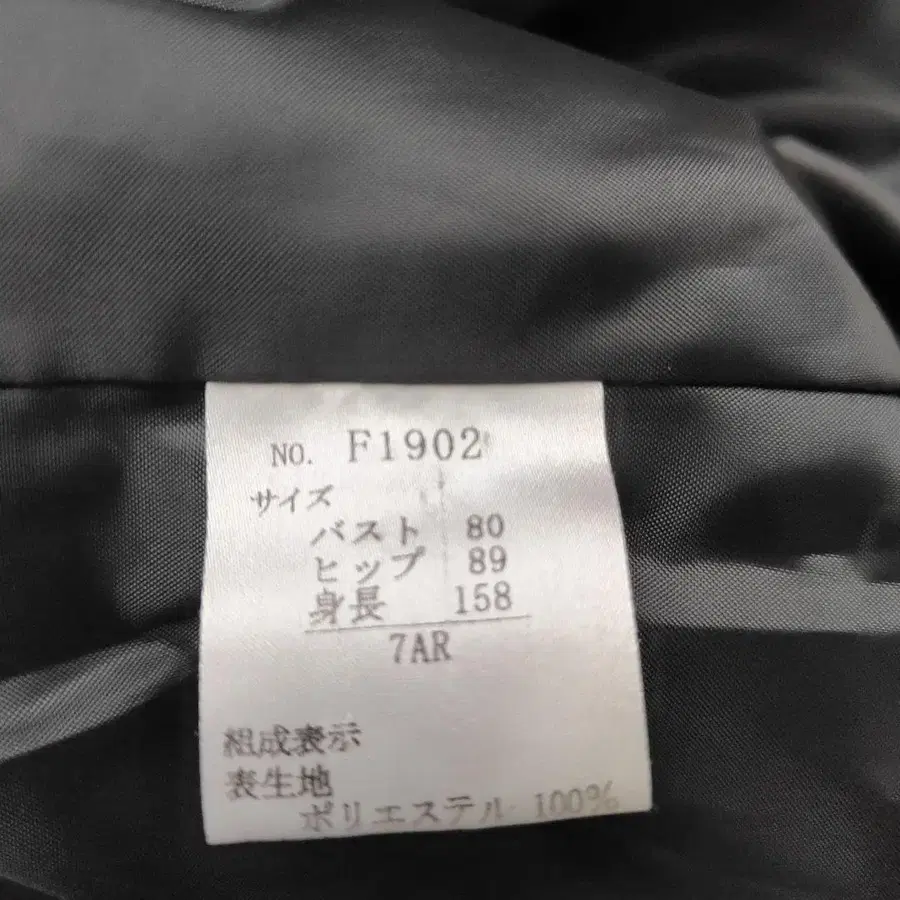 NO. F1902
サイズ
バスト 80
ヒップ 89
身長 158
7AR
組成表示
表生地
ポリエステル 100%